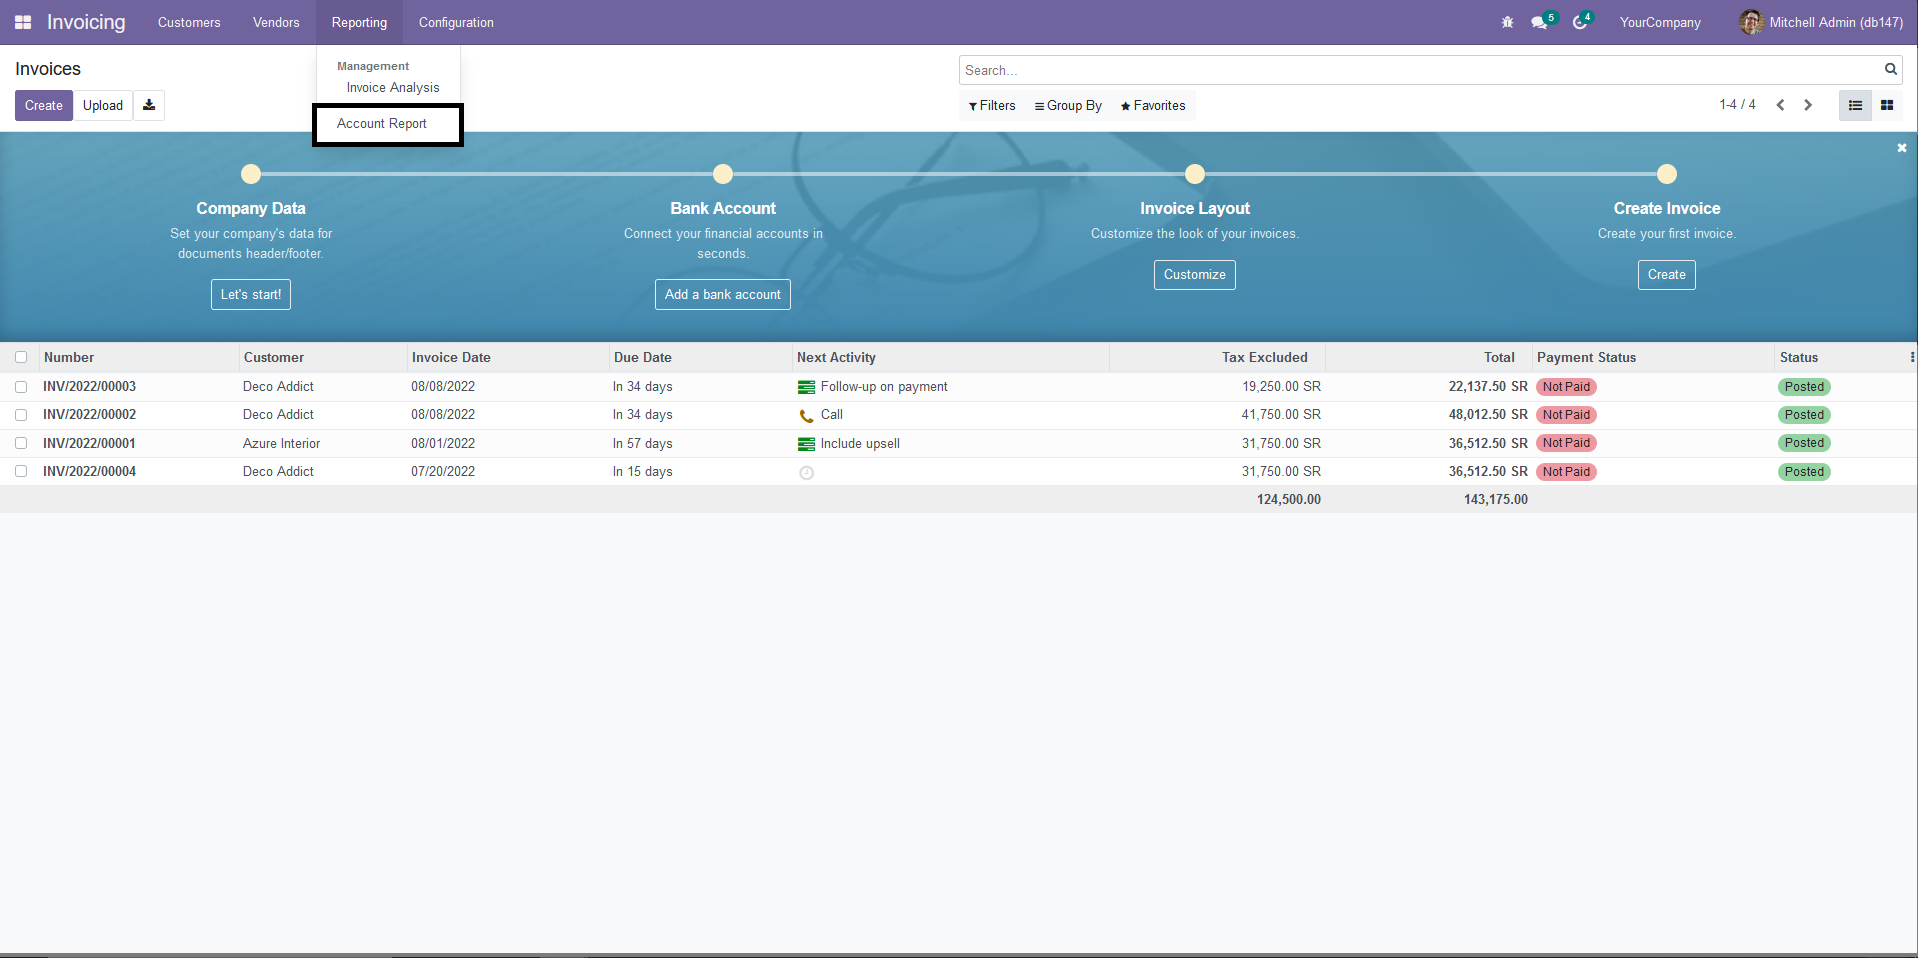 Invoicing Customers Vendors Reporting Configuration 5 4 YourCompany Mitchell Admin (db147)
Invoices
Management
Invoice Analysis
Account Report
Search...
Create Upload
Filters Group By Favorites 1-4 / 4
Company Data
Set your company's data for
documents header/footer.
Let's start!
Bank Account
Connect your financial accounts in
seconds.
Add a bank account
Invoice Layout
Customize the look of your invoices.
Customize
Create Invoice
Create your first invoice.
Create
Number Customer Invoice Date Due Date Next Activity Tax Excluded Total Payment Status Status
INV/2022/00003 Deco Addict 08/08/2022 In 34 days Follow-up on payment 19,250.00 SR 22,137.50 SR Not Paid Posted
INV/2022/00002 Deco Addict 08/08/2022 In 34 days Call 41,750.00 SR 48,012.50 SR Not Paid Posted
INV/2022/00001 Azure Interior 08/01/2022 In 57 days Include upsell 31,750.00 SR 36,512.50 SR Not Paid Posted
INV/2022/00004 Deco Addict 07/20/2022 In 15 days 31,750.00 SR 36,512.50 SR Not Paid Posted
124,500.00 143,175.00